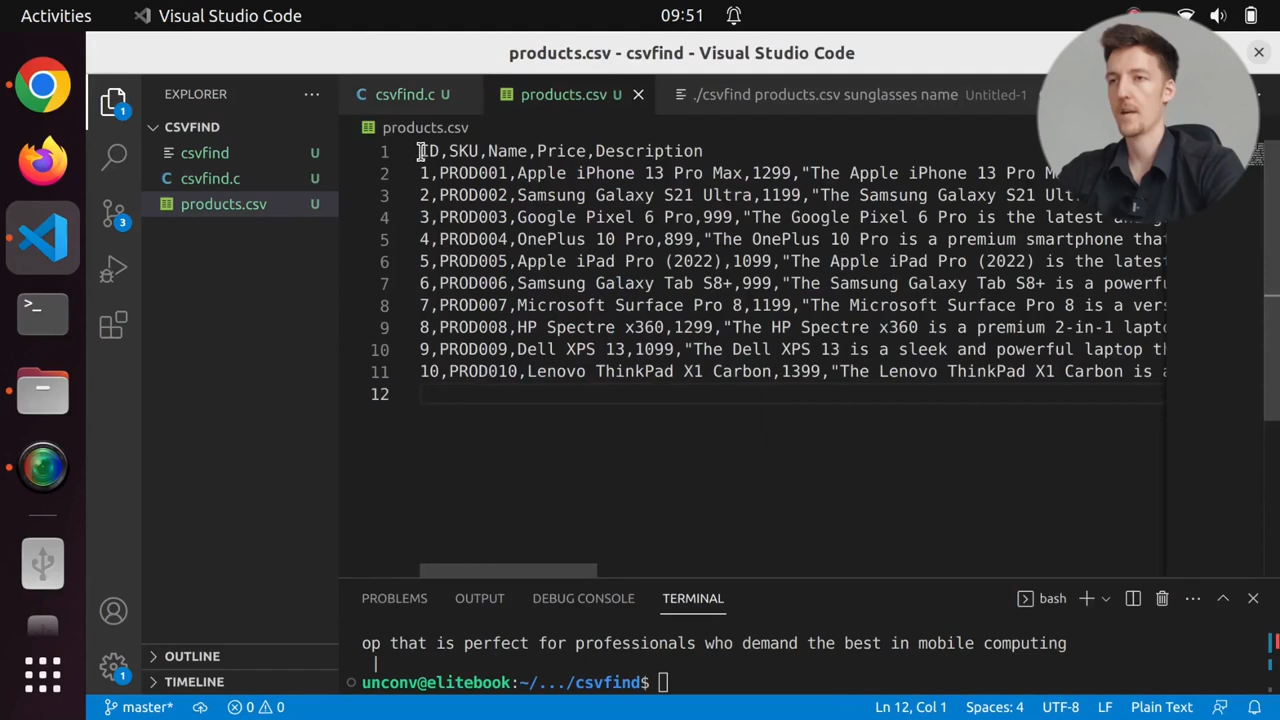 Activities
Visual Studio Code
09:51
products.csv - csvfind - Visual Studio Code
EXPLORER
CSVFIND
csvfind U
csvfind.c U
products.csv U
OUTLINE
TIMELINE
1
3
1
csvfind.c U
products.csv U
./csvfind products.csv sunglasses name Untitled-1
products.csv
1 ID,SKU,Name,Price,Description
2 1,PROD001,Apple iPhone 13 Pro Max,1299,"The Apple iPhone 13 Pro
3 2,PROD002,Samsung Galaxy S21 Ultra,1199,"The Samsung Galaxy S21
4 3,PROD003,Google Pixel 6 Pro,999,"The Google Pixel 6 Pro is the latest
5 4,PROD004,OnePlus 10 Pro,899,"The OnePlus 10 Pro is a premium smartphone
6 5,PROD005,Apple iPad Pro (2022),1099,"The Apple iPad Pro (2022) is the latest
7 6,PROD006,Samsung Galaxy Tab S8+,999,"The Samsung Galaxy Tab S8+ is a
8 7,PROD007,Microsoft Surface Pro 8,1199,"The Microsoft Surface Pro 8 is a
9 8,PROD008,HP Spectre x360,1299,"The HP Spectre x360 is a premium 2-in-1
10 9,PROD009,Dell XPS 13,1099,"The Dell XPS 13 is a sleek and powerful laptop
11 10,PROD010,Lenovo ThinkPad X1 Carbon,1399,"The Lenovo ThinkPad X1 Carbon is
12
PROBLEMS OUTPUT DEBUG CONSOLE TERMINAL
bash
op that is perfect for professionals who demand the best in mobile computing
|
unconv@elitebook:~/.../csvfind$
master* 0 0 Ln 12, Col 1 Spaces: 4 UTF-8 LF Plain Text